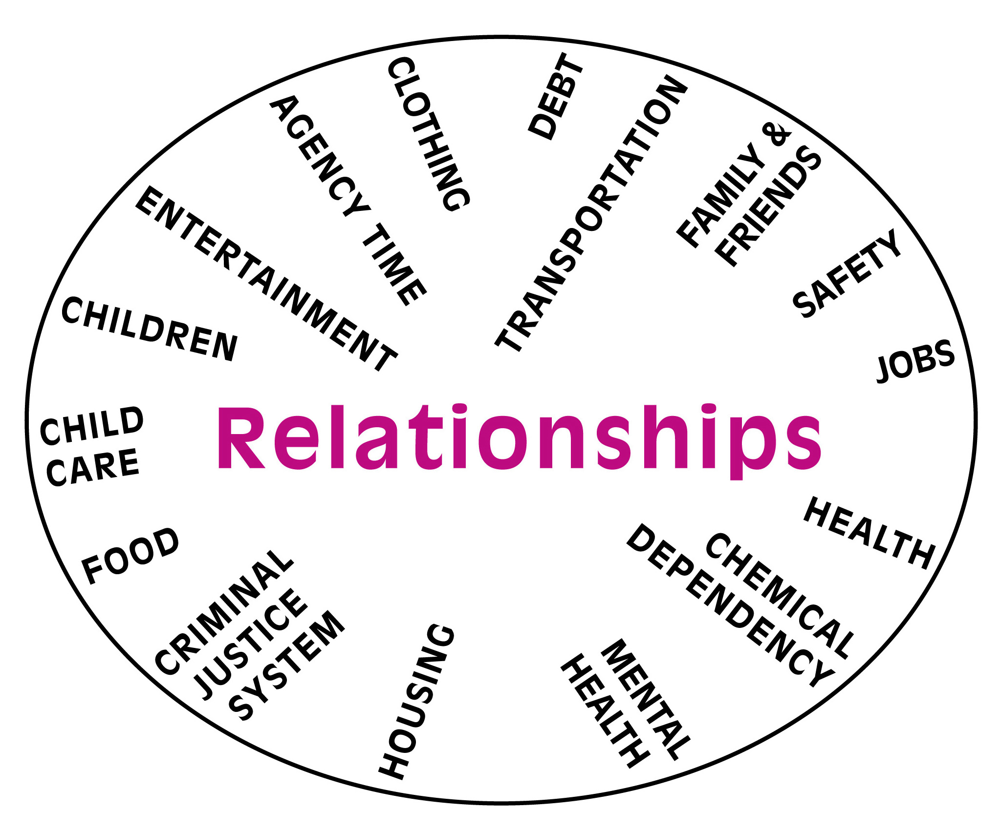 CLOTHING
DEBT
TRANSPORTATION
FAMILY &
FRIENDS
SAFETY
JOBS
AGENCY TIME
ENTERTAINMENT
CHILDREN
Relationships
CHILD
CARE
HEALTH
FOOD
CHEMICAL
DEPENDENCY
CRIMINAL
JUSTICE
SYSTEM
HOUSING
MENTAL
HEALTH